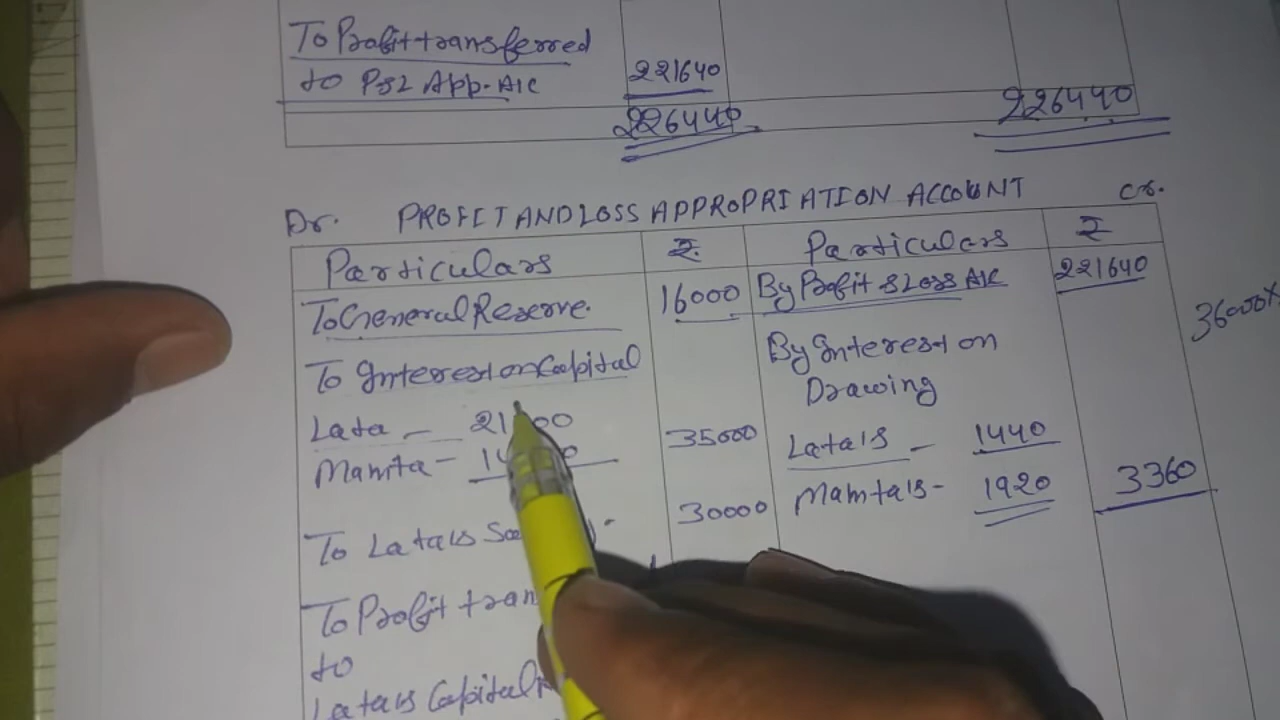 To Profit transferred
to P&L App. A/C 221640
226440 226440
Dr. PROFIT AND LOSS APPROPRIATION ACCOUNT Cr.
Particulars ₹ Particulars ₹
To General Reserve. 16000 By Profit & Loss A/C 221640
36000x
To Interest on Capital By Interest on
Drawing
Lata - 35000 Lata's - 1440
Mamta - Mamta's - 1920 3360
To Lata's 30000
To Profit
to
Lata's Capital